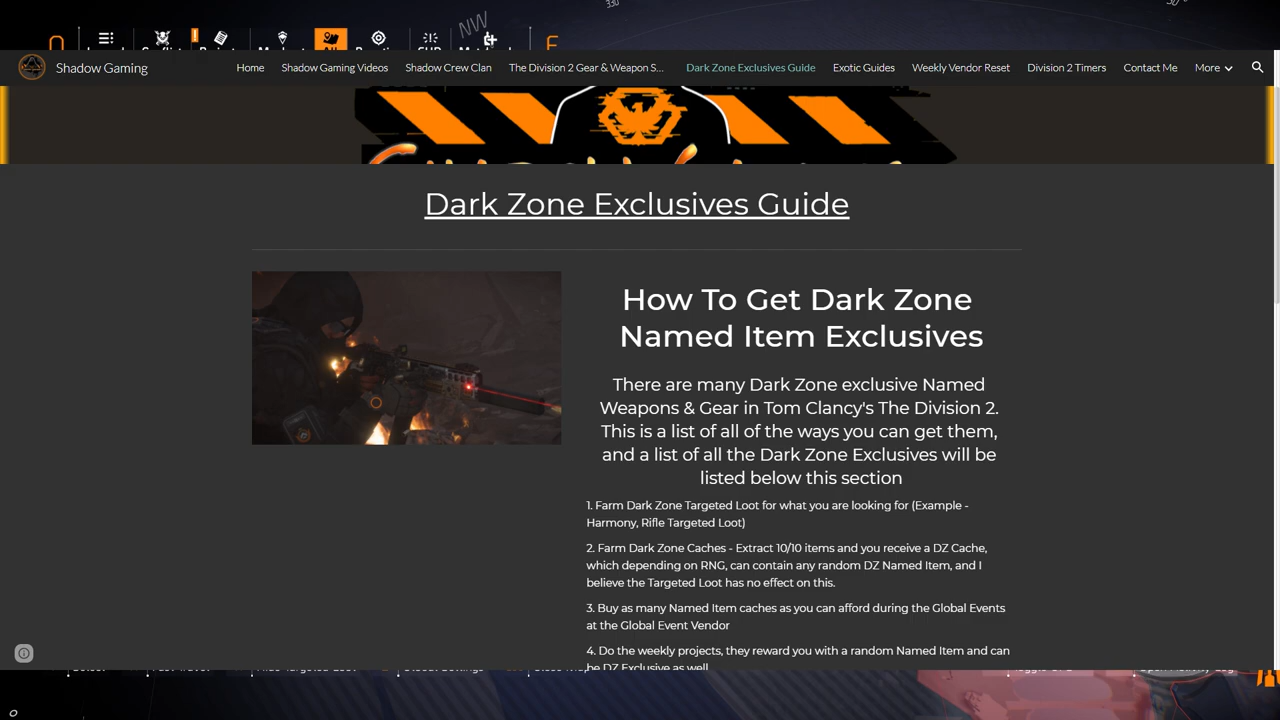 NW
330
Shadow Gaming
Home
Shadow Gaming Videos
Shadow Crew Clan
The Division 2 Gear & Weapon S...
Dark Zone Exclusives Guide
Exotic Guides
Weekly Vendor Reset
Division 2 Timers
Contact Me
More
Dark Zone Exclusives Guide
How To Get Dark Zone
Named Item Exclusives
There are many Dark Zone exclusive Named
Weapons & Gear in Tom Clancy's The Division 2.
This is a list of all of the ways you can get them,
and a list of all the Dark Zone Exclusives will be
listed below this section
1. Farm Dark Zone Targeted Loot for what you are looking for (Example -
Harmony, Rifle Targeted Loot)
2. Farm Dark Zone Caches - Extract 10/10 items and you receive a DZ Cache,
which depending on RNG, can contain any random DZ Named Item, and I
believe the Targeted Loot has no effect on this.
3. Buy as many Named Item caches as you can afford during the Global Events
at the Global Event Vendor
4. Do the weekly projects, they reward you with a random Named Item and can
be DZ Exclusive as well